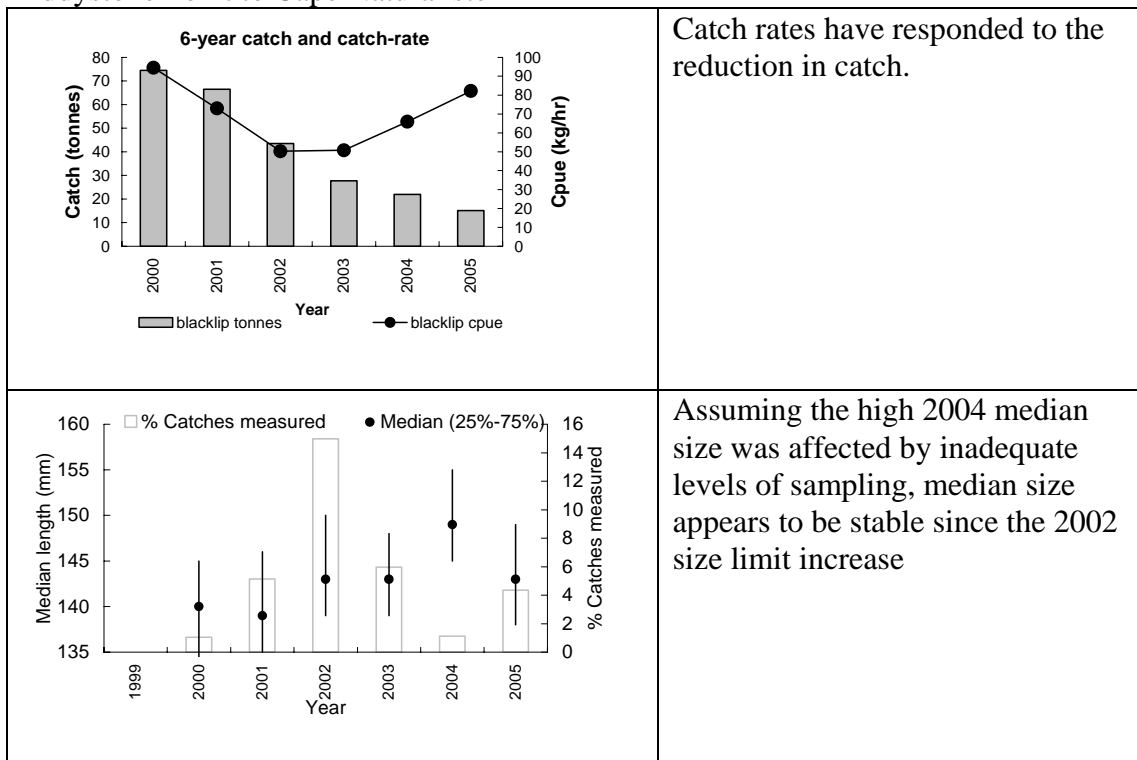 6-year catch and catch-rate
Catch (tonnes)
80
70
60
50
40
30
20
10
0
100
90
80
70
60
50
40
30
20
10
0
Cpue (kg/hr)
2000
2001
2002
2003
2004
2005
Year
blacklip tonnes
blacklip cpue
Catch rates have responded to the
reduction in catch.
% Catches measured
Median (25%-75%)
Median length (mm)
160
155
150
145
140
135
16
14
12
10
8
6
4
2
0
% Catches measured
1999
2000
2001
2002
2003
2004
2005
Year
Assuming the high 2004 median
size was affected by inadequate
levels of sampling, median size
appears to be stable since the 2002
size limit increase